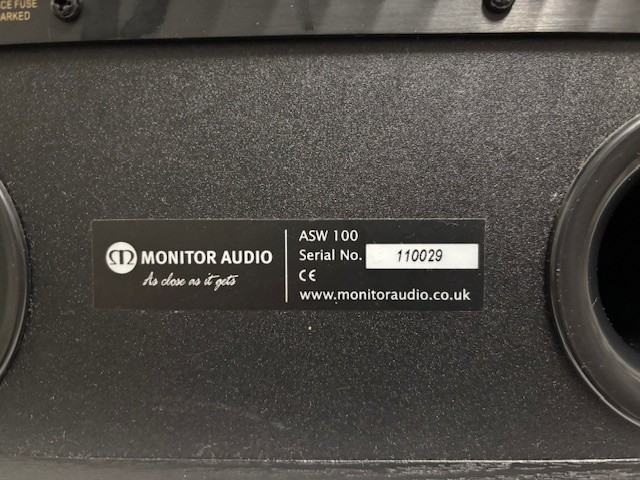 CE FUSE
MARKED
MONITOR AUDIO
As close as it gets
ASW 100
Serial No. 110029
CE
www.monitoraudio.co.uk